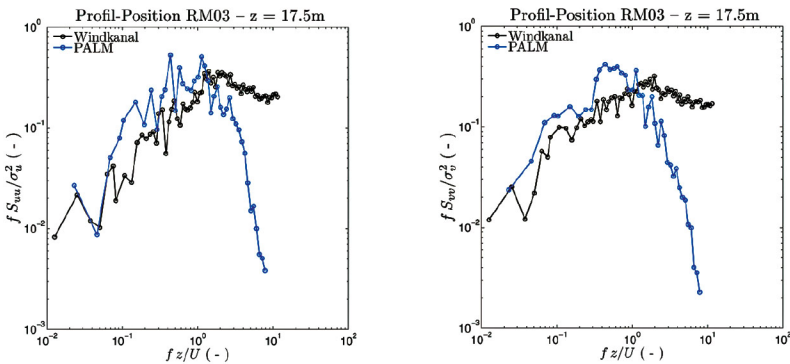 Profil-Position RM03 – z = 17.5m
Windkanal
PALM
10^0
10^-1
10^-2
10^-3
f S_uu/σ_u^2 ( - )
10^-2 10^-1 10^0 10^1 10^2
f z/U ( - )
Profil-Position RM03 – z = 17.5m
Windkanal
PALM
10^0
10^-1
10^-2
10^-3
f S_vv/σ_v^2 ( - )
10^-2 10^-1 10^0 10^1 10^2
f z/U ( - )